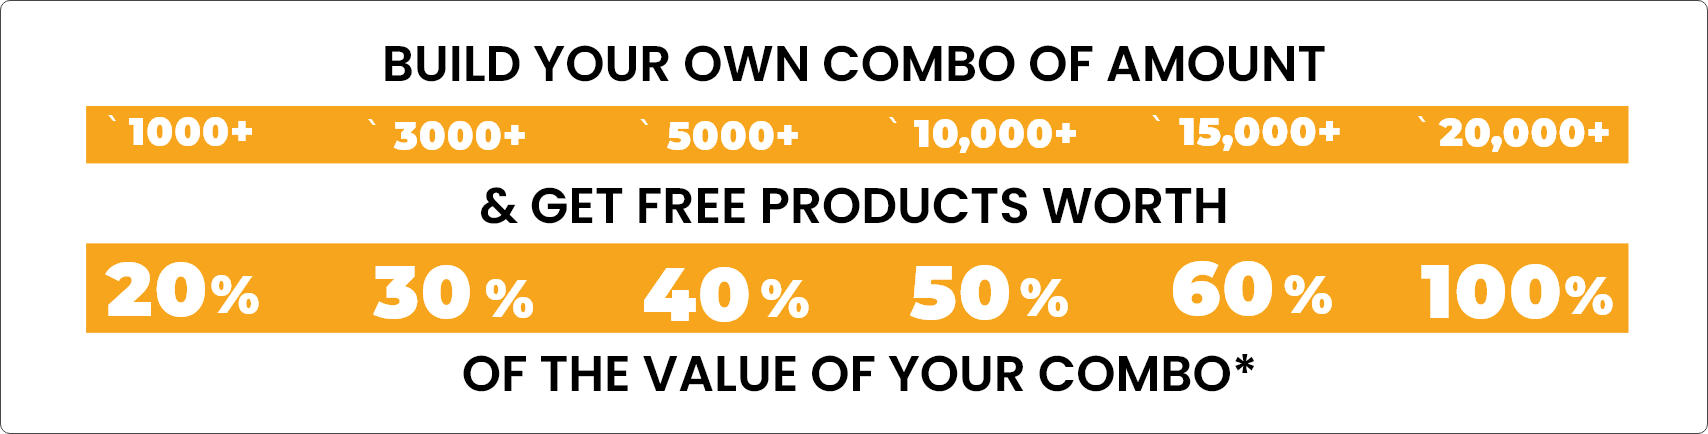 BUILD YOUR OWN COMBO OF AMOUNT
` 1000+ ` 3000+ ` 5000+ ` 10,000+ ` 15,000+ ` 20,000+
& GET FREE PRODUCTS WORTH
20% 30 % 40 % 50 % 60 % 100%
OF THE VALUE OF YOUR COMBO*